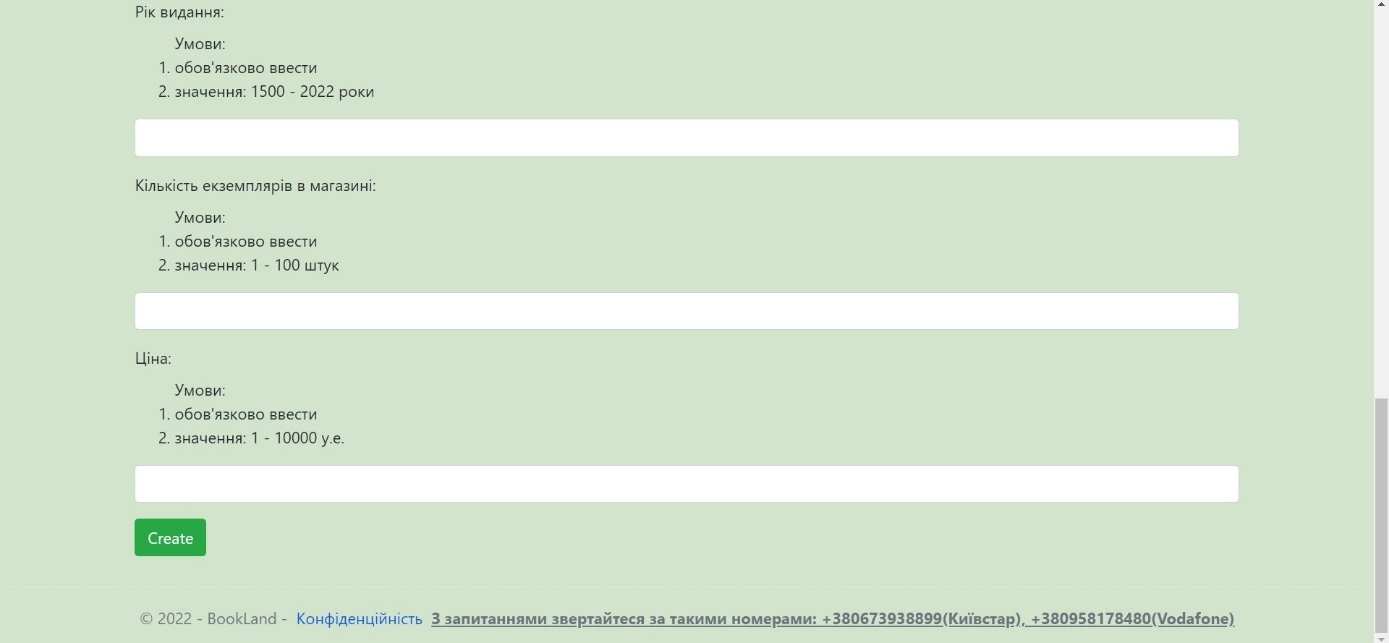 Рік видання:
Умови:
1. обов'язково ввести
2. значення: 1500 - 2022 роки
Кількість екземплярів в магазині:
Умови:
1. обов'язково ввести
2. значення: 1 - 100 штук
Ціна:
Умови:
1. обов'язково ввести
2. значення: 1 - 10000 у.е.
Create
© 2022 - BookLand - Конфіденційність З запитаннями звертайтеся за такими номерами: +380673938899(Київстар), +380958178480(Vodafone)